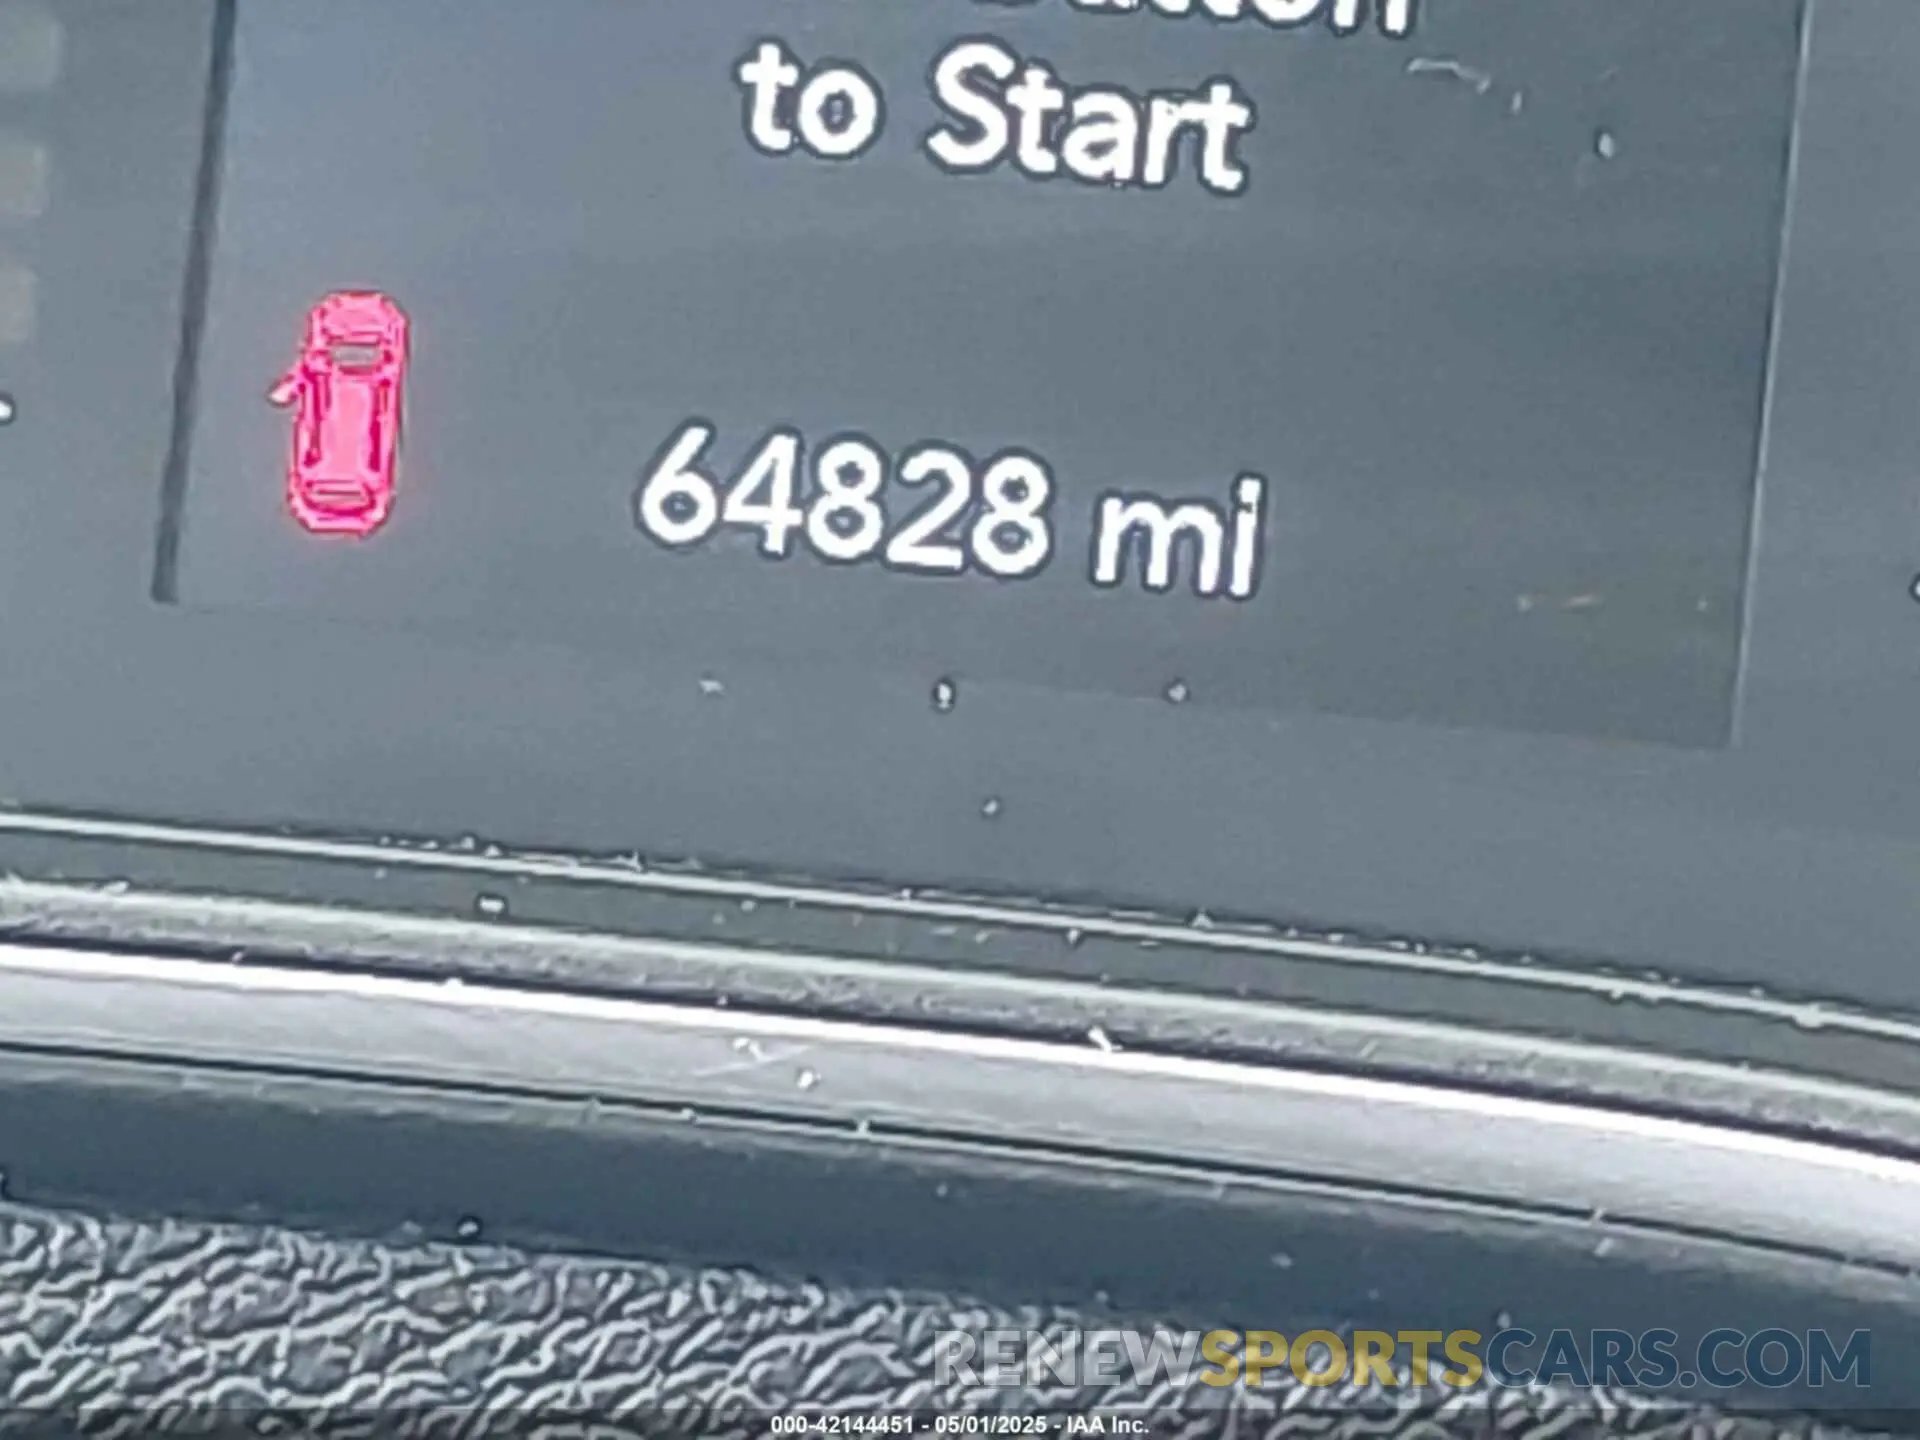 to Start
64828 mi
RENEWSPORTSCARS.COM
000-42144451 - 05/01/2025 - IAA Inc.